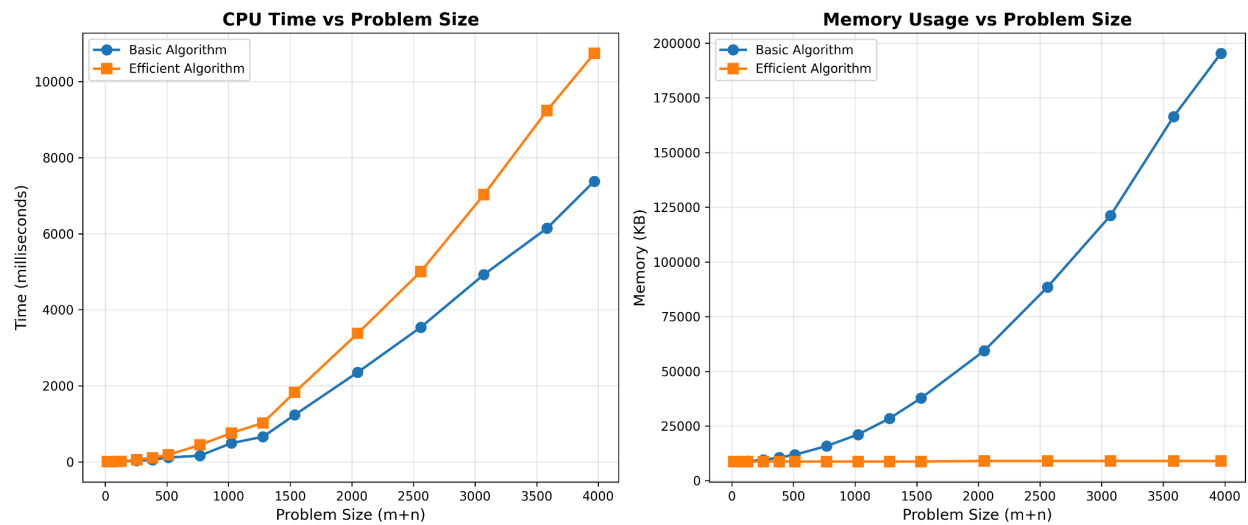 CPU Time vs Problem Size
Basic Algorithm
Efficient Algorithm
Time (milliseconds)
10000
8000
6000
4000
2000
0
0 500 1000 1500 2000 2500 3000 3500 4000
Problem Size (m+n)
Memory Usage vs Problem Size
Basic Algorithm
Efficient Algorithm
Memory (KB)
200000
175000
150000
125000
100000
75000
50000
25000
0
0 500 1000 1500 2000 2500 3000 3500 4000
Problem Size (m+n)